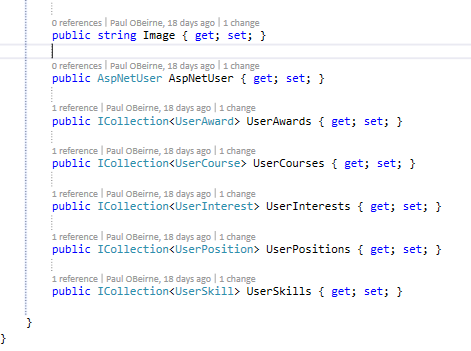 0 references | Paul OBeirne, 18 days ago | 1 change
public string Image { get; set; }
0 references | Paul OBeirne, 18 days ago | 1 change
public AspNetUser AspNetUser { get; set; }
1 reference | Paul OBeirne, 18 days ago | 1 change
public ICollection<UserAward> UserAwards { get; set; }
1 reference | Paul OBeirne, 18 days ago | 1 change
public ICollection<UserCourse> UserCourses { get; set; }
1 reference | Paul OBeirne, 18 days ago | 1 change
public ICollection<UserInterest> UserInterests { get; set; }
1 reference | Paul OBeirne, 18 days ago | 1 change
public ICollection<UserPosition> UserPositions { get; set; }
1 reference | Paul OBeirne, 18 days ago | 1 change
public ICollection<UserSkill> UserSkills { get; set; }
}
}